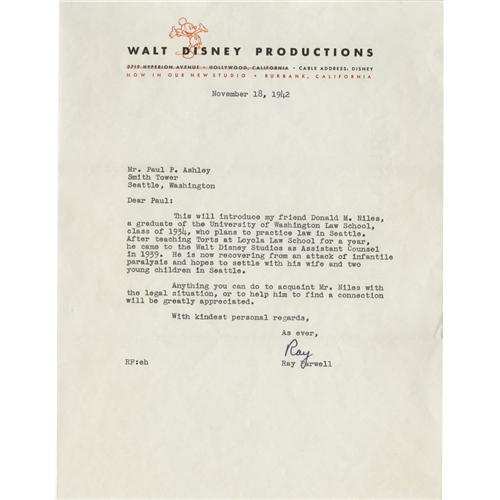 WALT DISNEY PRODUCTIONS
2719 HYPERION AVENUE • HOLLYWOOD, CALIFORNIA • CABLE ADDRESS: DISNEY
NOW IN OUR NEW STUDIO • BURBANK, CALIFORNIA
November 18, 1942
Mr. Paul P. Ashley
Smith Tower
Seattle, Washington
Dear Paul:
This will introduce my friend Donald M. Niles,
a graduate of the University of Washington Law School,
class of 1934, who plans to practice law in Seattle.
After teaching Torts at Loyola Law School for a year,
he came to the Walt Disney Studios as Assistant Counsel
in 1939. He is now recovering from an attack of infantile
paralysis and hopes to settle with his wife and two
young children in Seattle.
Anything you can do to acquaint Mr. Niles with
the legal situation, or to help him to find a connection
will be greatly appreciated.
With kindest personal regards,
As ever,
Ray
RF:eh Ray Farwell